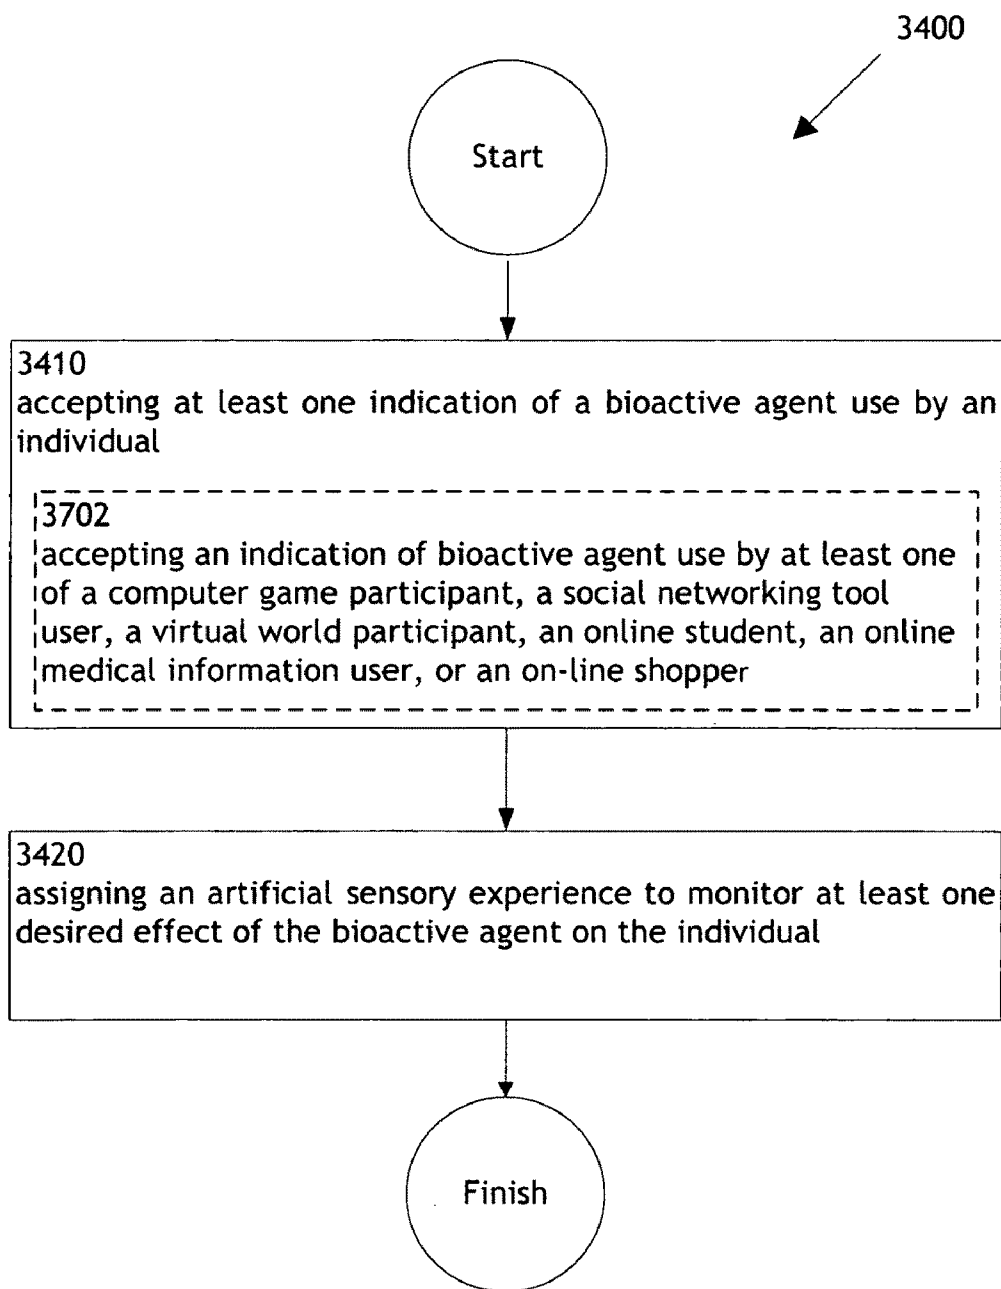 3400
Start
3410
accepting at least one indication of a bioactive agent use by an
individual
3702
accepting an indication of bioactive agent use by at least one
of a computer game participant, a social networking tool
user, a virtual world participant, an online student, an online
medical information user, or an on-line shopper
3420
assigning an artificial sensory experience to monitor at least one
desired effect of the bioactive agent on the individual
Finish